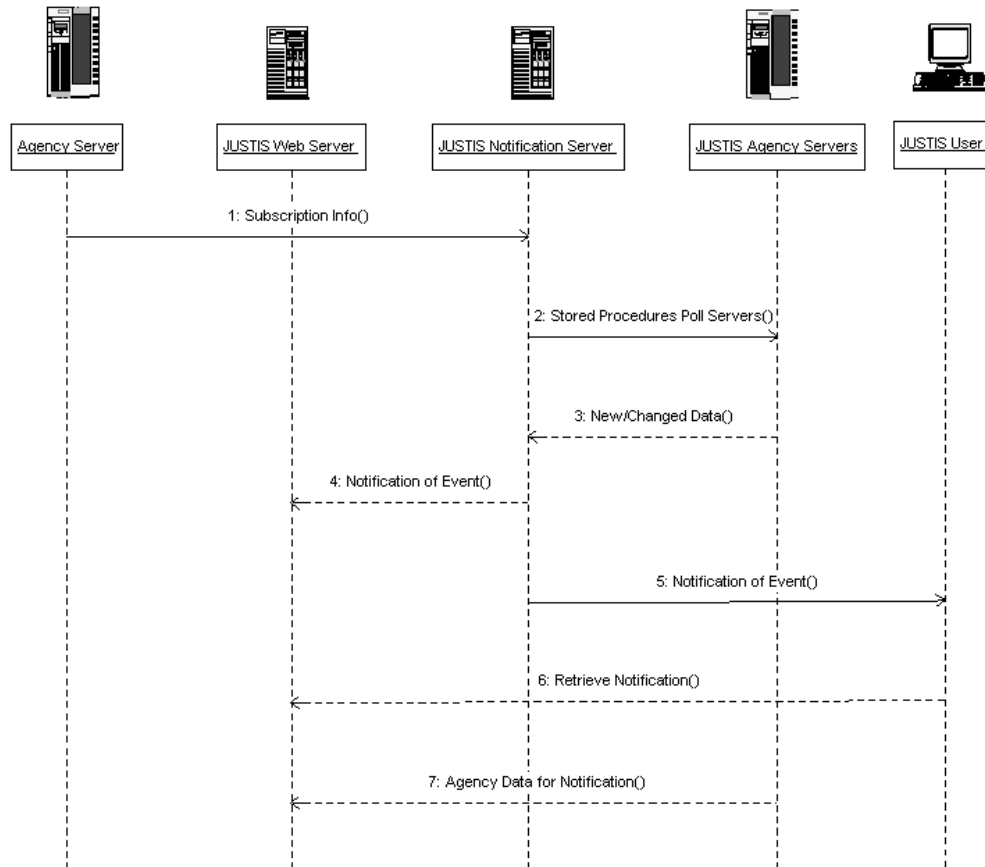 Agency Server
JUSTIS Web Server
JUSTIS Notification Server
JUSTIS Agency Servers
JUSTIS User
1: Subscription Info()
2: Stored Procedures Poll Servers()
3: New/Changed Data()
4: Notification of Event()
5: Notification of Event()
6: Retrieve Notification()
7: Agency Data for Notification()